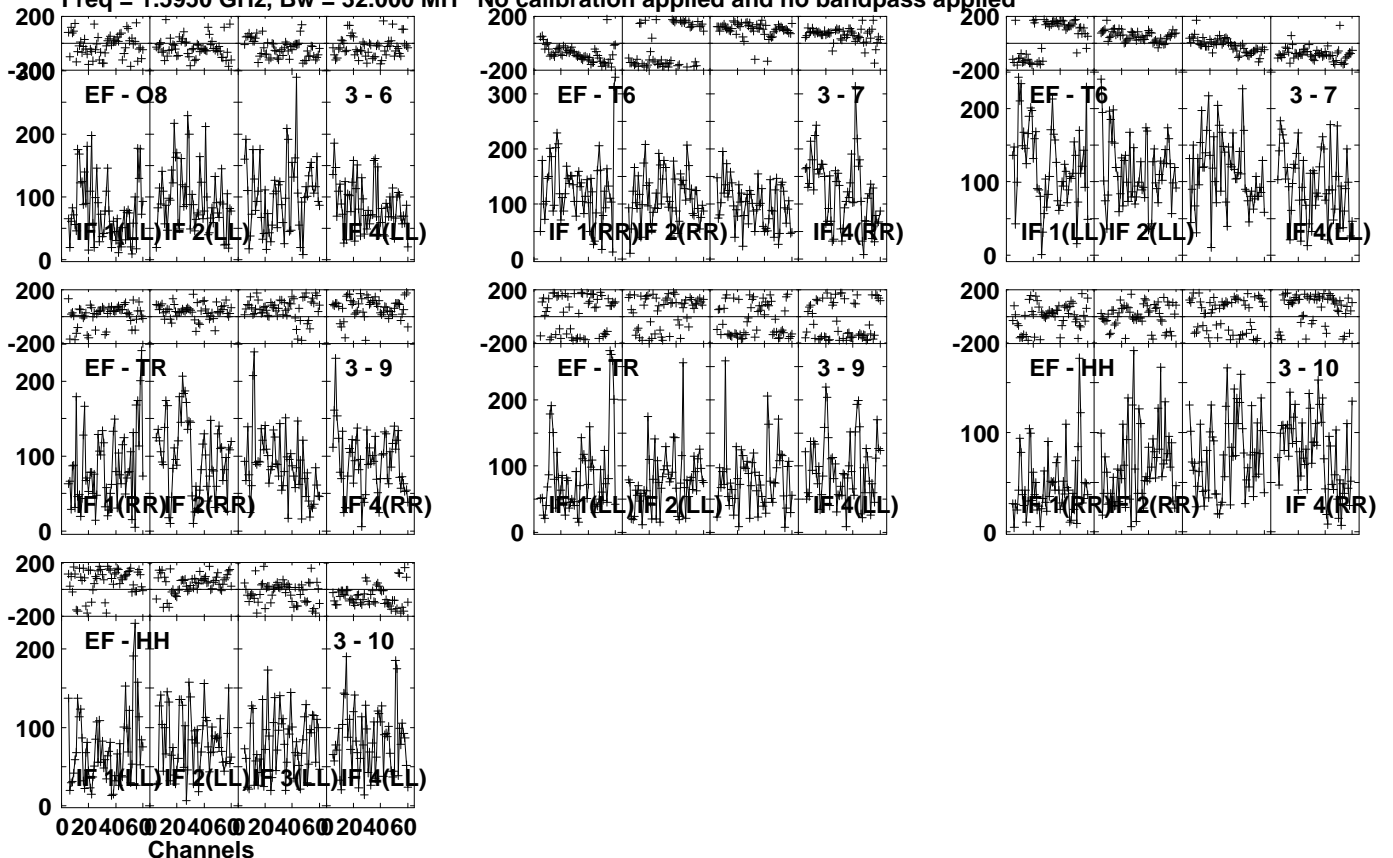 Freq = 1.5950 GHz, Bw = 32.000 MH No calibration applied and no bandpass applied
200
-200
300
EF - O8 3 - 6
200
100
IF 1(LL) IF 2(LL) IF 4(LL)
0
200
-200
300
EF - T6 3 - 7
200
100
IF 1(RR) IF 2(RR) IF 4(RR)
0
200
-200
EF - T6 3 - 7
200
100
IF 1(LL) IF 2(LL) IF 4(LL)
0
200
-200
EF - TR 3 - 9
200
100
IF 1(RR) IF 2(RR) IF 4(RR)
0
200
-200
EF - TR 3 - 9
200
100
IF 1(LL) IF 2(LL) IF 4(LL)
0
200
-200
EF - HH 3 - 10
100
IF 1(RR) IF 2(RR) IF 4(RR)
0
200
-200
EF - HH 3 - 10
200
100
IF 1(LL) IF 2(LL) IF 3(LL) IF 4(LL)
0
0 20 40 60 0 20 40 60 0 20 40 60 0 20 40 60
Channels